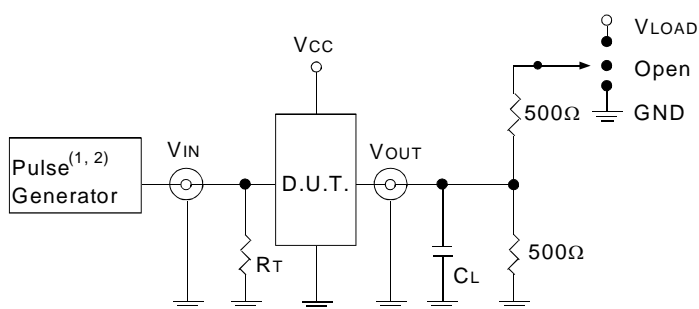 VLOAD
VCC
Open
500Ω
GND
Pulse(1, 2)
Generator
VIN
D.U.T.
VOUT
RT
CL
500Ω